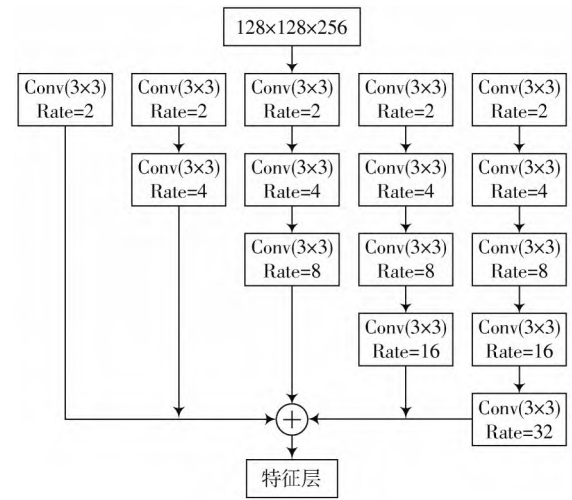 128×128×256
Conv(3×3)
Rate=2
Conv(3×3)
Rate=2
Conv(3×3)
Rate=2
Conv(3×3)
Rate=2
Conv(3×3)
Rate=2
Conv(3×3)
Rate=4
Conv(3×3)
Rate=4
Conv(3×3)
Rate=4
Conv(3×3)
Rate=4
Conv(3×3)
Rate=8
Conv(3×3)
Rate=8
Conv(3×3)
Rate=8
Conv(3×3)
Rate=16
Conv(3×3)
Rate=16
Conv(3×3)
Rate=32
+
特征层